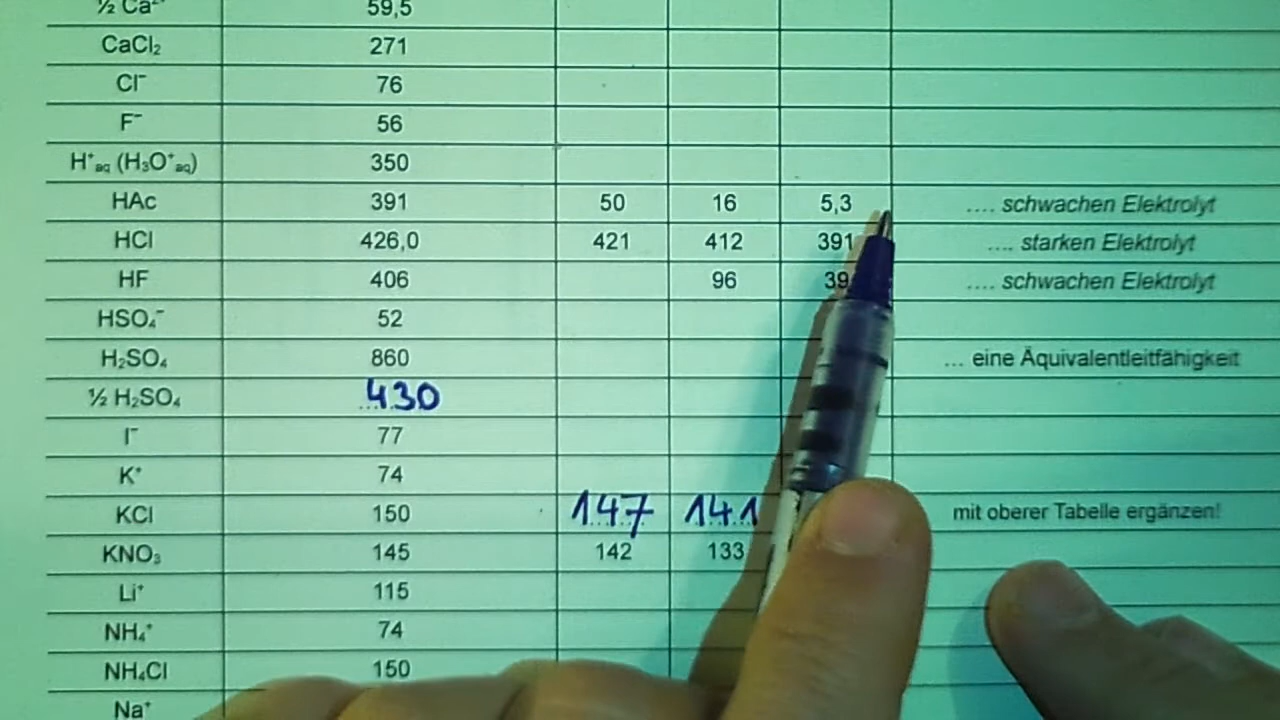 ½ Ca²⁺ 59,5
CaCl₂ 271
Cl⁻ 76
F⁻ 56
H⁺aq (H₃O⁺aq) 350
HAc 391 50 16 5,3 .... schwachen Elektrolyt
HCl 426,0 421 412 391 .... starken Elektrolyt
HF 406 96 39 .... schwachen Elektrolyt
HSO₄⁻ 52
H₂SO₄ 860 ... eine Äquivalentleitfähigkeit
½ H₂SO₄ 430
I⁻ 77
K⁺ 74
KCl 150 147 141 mit oberer Tabelle ergänzen!
KNO₃ 145 142 133
Li⁺ 115
NH₄⁺ 74
NH₄Cl 150
Na⁺